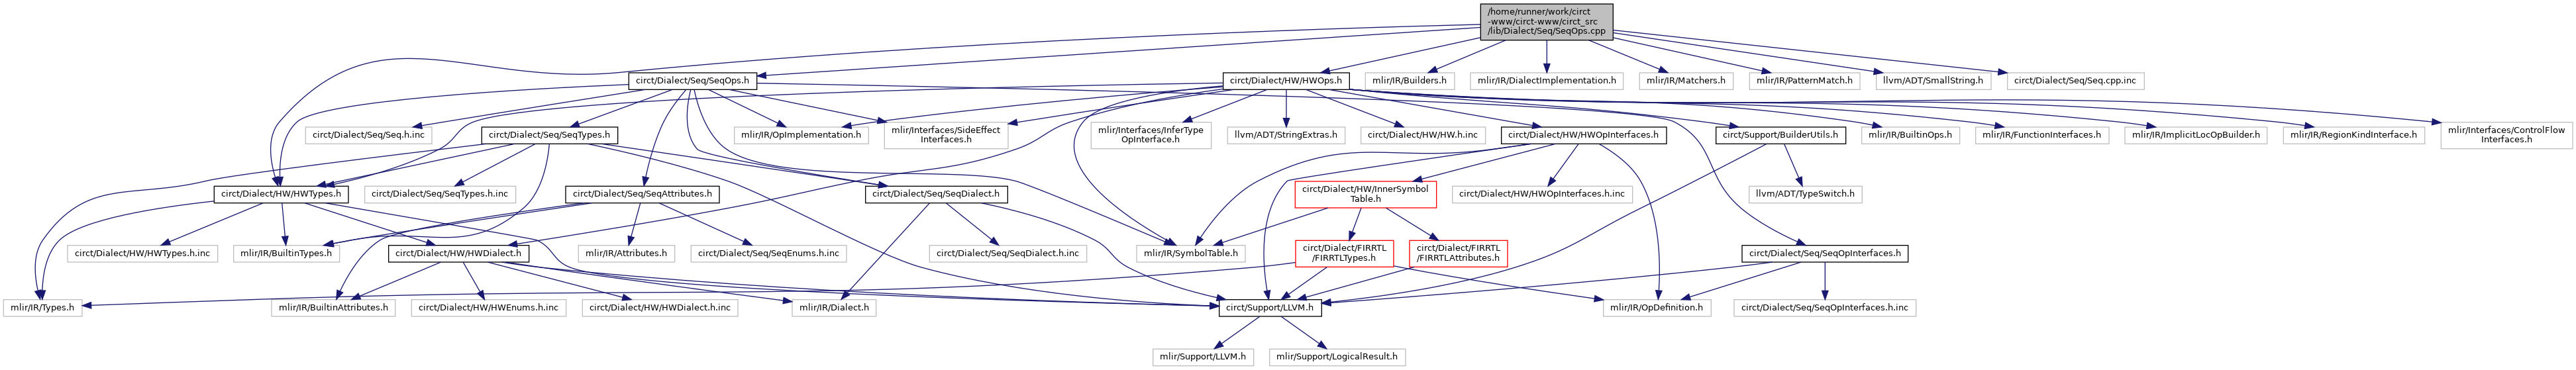 /home/runner/work/circt
-www/circt-www/circt_src
/lib/Dialect/Seq/SeqOps.cpp
circt/Dialect/Seq/SeqOps.h
circt/Dialect/HW/HWOps.h
mlir/IR/Builders.h
mlir/IR/DialectImplementation.h
mlir/IR/Matchers.h
mlir/IR/PatternMatch.h
llvm/ADT/SmallString.h
circt/Dialect/Seq/Seq.cpp.inc
circt/Dialect/Seq/Seq.h.inc
circt/Dialect/Seq/SeqTypes.h
mlir/IR/OpImplementation.h
mlir/Interfaces/SideEffect
Interfaces.h
mlir/Interfaces/InferType
OpInterface.h
llvm/ADT/StringExtras.h
circt/Dialect/HW/HW.h.inc
circt/Dialect/HW/HWOpInterfaces.h
circt/Support/BuilderUtils.h
mlir/IR/BuiltinOps.h
mlir/IR/FunctionInterfaces.h
mlir/IR/ImplicitLocOpBuilder.h
mlir/IR/RegionKindInterface.h
mlir/Interfaces/ControlFlow
Interfaces.h
circt/Dialect/HW/HWTypes.h
circt/Dialect/Seq/SeqTypes.h.inc
circt/Dialect/Seq/SeqAttributes.h
circt/Dialect/Seq/SeqDialect.h
circt/Dialect/HW/InnerSymbol
Table.h
circt/Dialect/HW/HWOpInterfaces.h.inc
llvm/ADT/TypeSwitch.h
circt/Dialect/HW/HWTypes.h.inc
mlir/IR/BuiltinTypes.h
circt/Dialect/HW/HWDialect.h
mlir/IR/Attributes.h
circt/Dialect/Seq/SeqEnums.h.inc
circt/Dialect/Seq/SeqDialect.h.inc
mlir/IR/SymbolTable.h
circt/Dialect/FIRRTL
/FIRRTLTypes.h
circt/Dialect/FIRRTL
/FIRRTLAttributes.h
circt/Dialect/Seq/SeqOpInterfaces.h
mlir/IR/Types.h
mlir/IR/BuiltinAttributes.h
circt/Dialect/HW/HWEnums.h.inc
circt/Dialect/HW/HWDialect.h.inc
mlir/IR/Dialect.h
circt/Support/LLVM.h
mlir/IR/OpDefinition.h
circt/Dialect/Seq/SeqOpInterfaces.h.inc
mlir/Support/LLVM.h
mlir/Support/LogicalResult.h